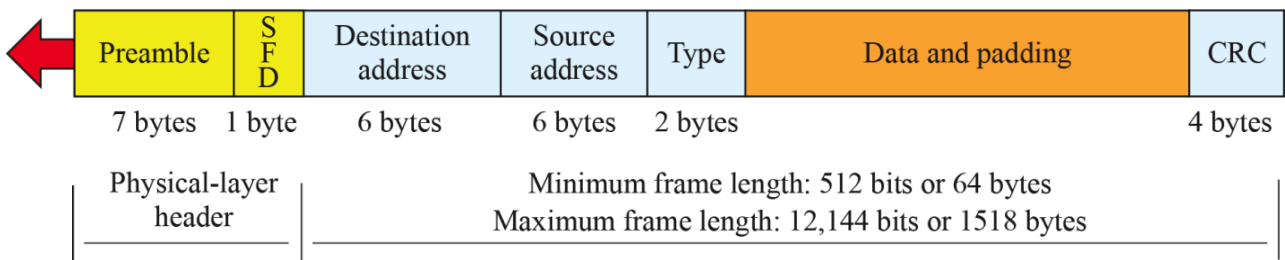 Preamble
S
F
D
Destination
address
Source
address
Type
Data and padding
CRC
7 bytes
1 byte
6 bytes
6 bytes
2 bytes
4 bytes
Physical-layer
header
Minimum frame length: 512 bits or 64 bytes
Maximum frame length: 12,144 bits or 1518 bytes